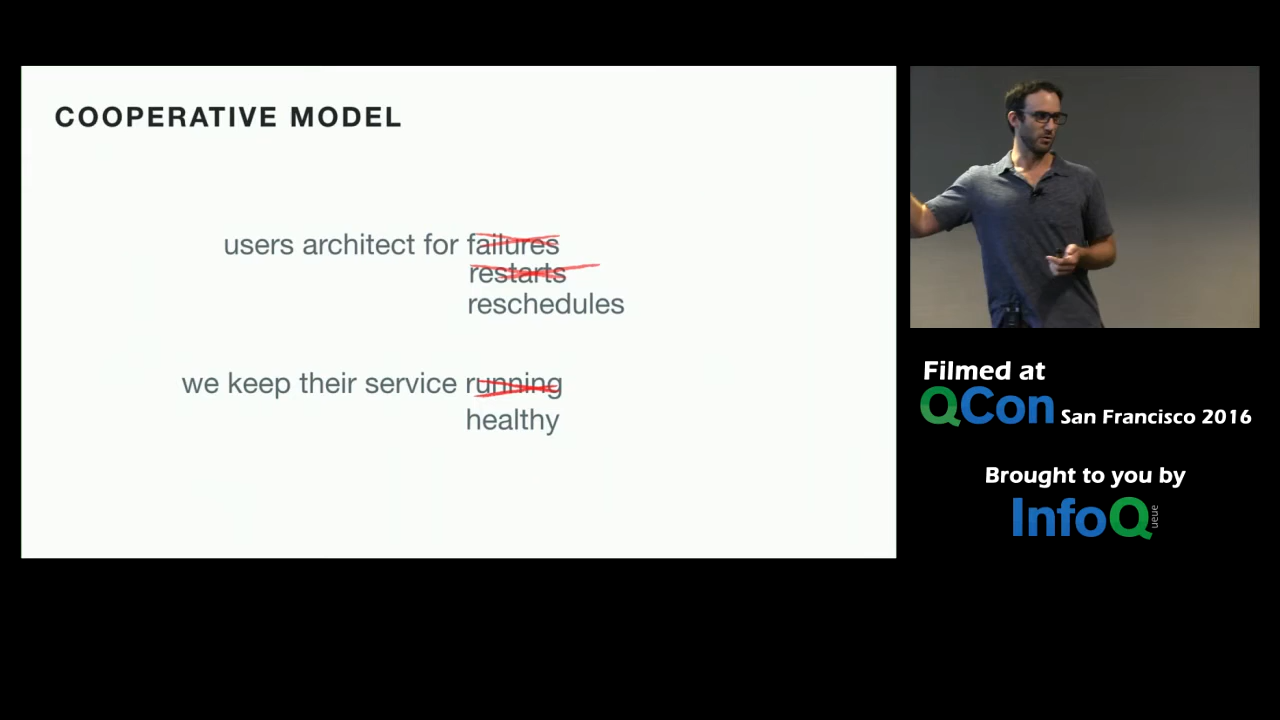 COOPERATIVE MODEL
users architect for failures
restarts
reschedules
we keep their service running
healthy
Filmed at
QCon San Francisco 2016
Brought to you by
InfoQ
ueue